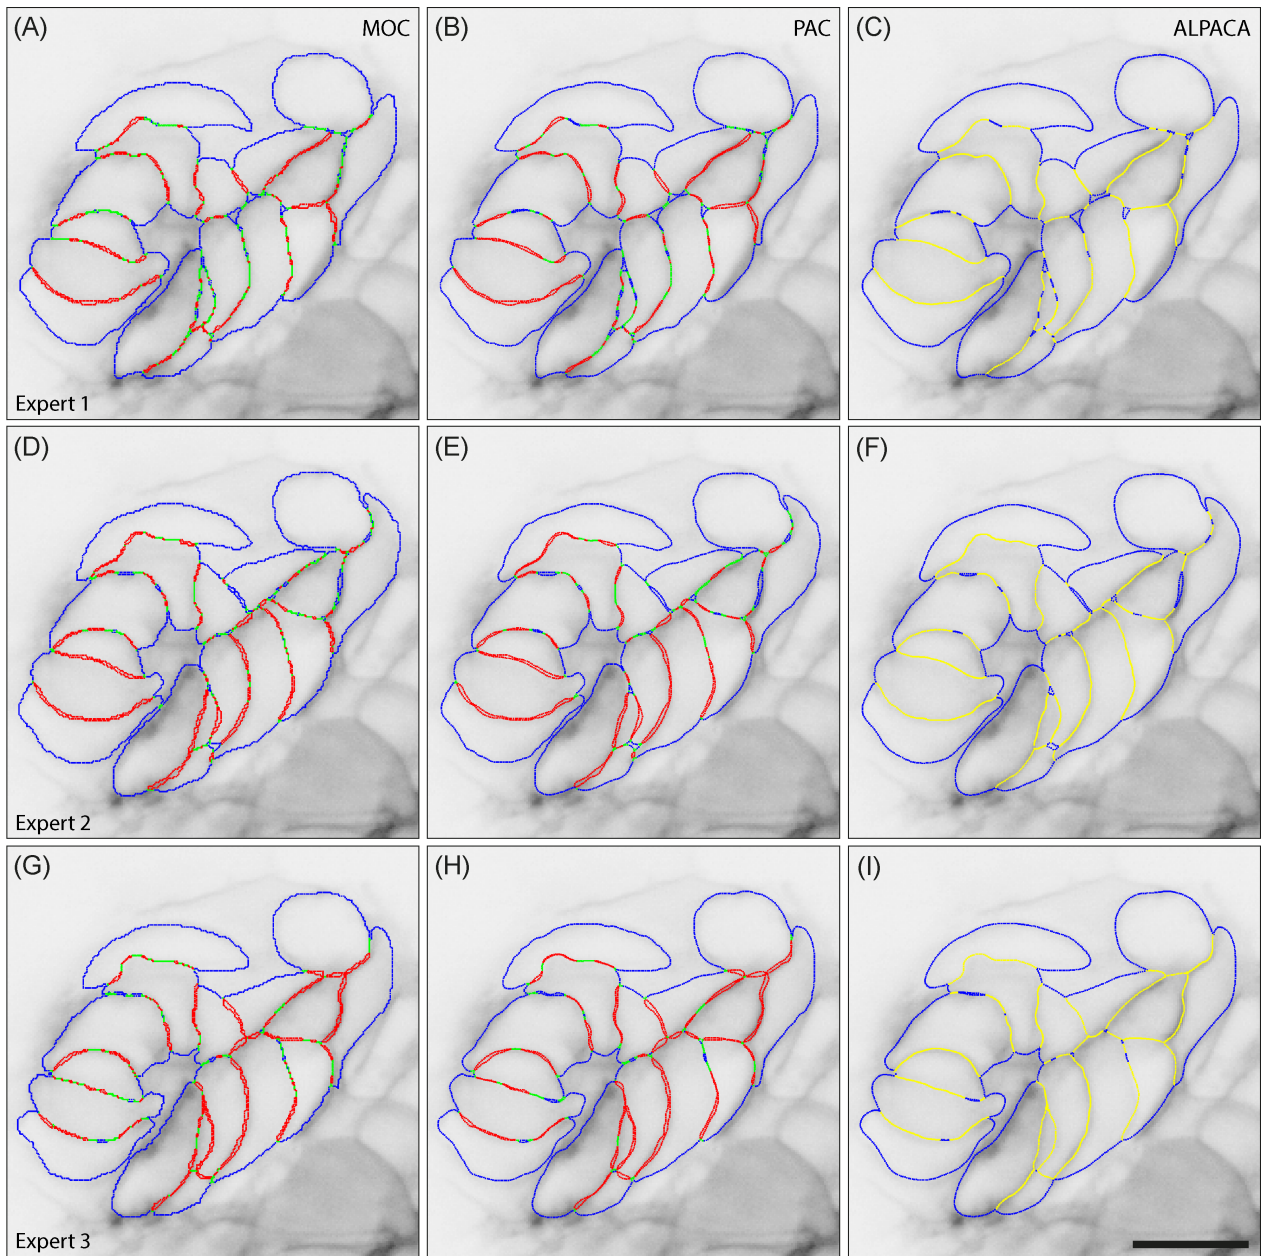 (A) MOC
(B) PAC
(C) ALPACA
Expert 1
(D)
(E)
(F)
Expert 2
(G)
(H)
(I)
Expert 3